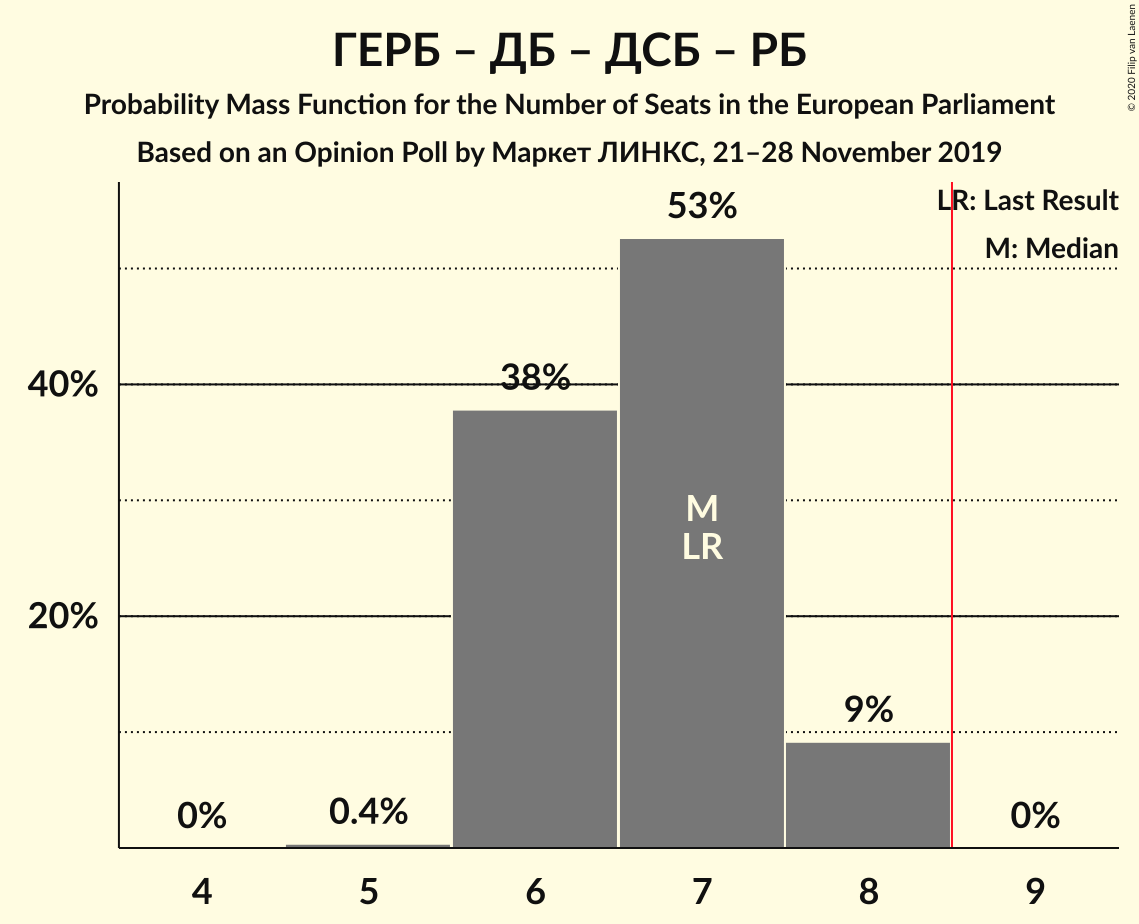 ГЕРБ – ДБ – ДСБ – РБ
Probability Mass Function for the Number of Seats in the European Parliament
Based on an Opinion Poll by Маркет ЛИНКС, 21–28 November 2019
© 2020 Filip van Laenen
LR: Last Result
M: Median
53%
38%
40%
M
LR
20%
9%
0%
0.4%
0%
4 5 6 7 8 9